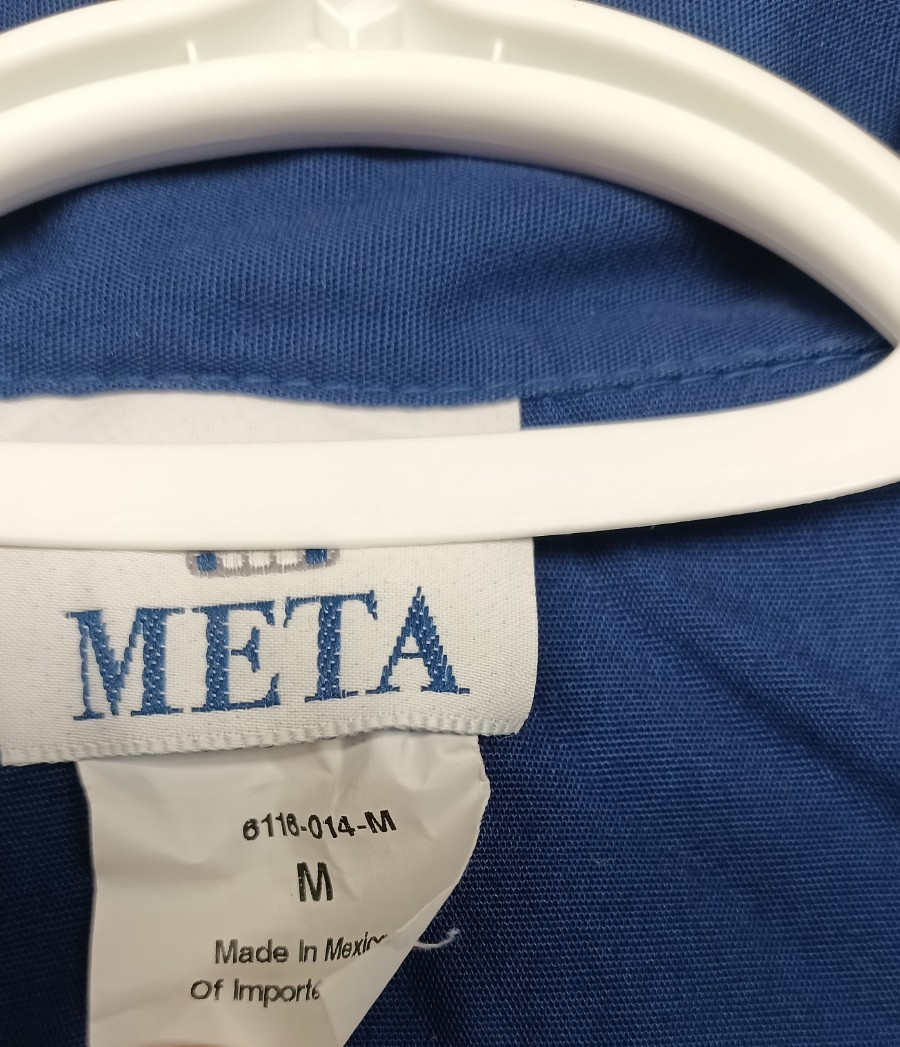 META
6116-014-M
M
Made In
Of